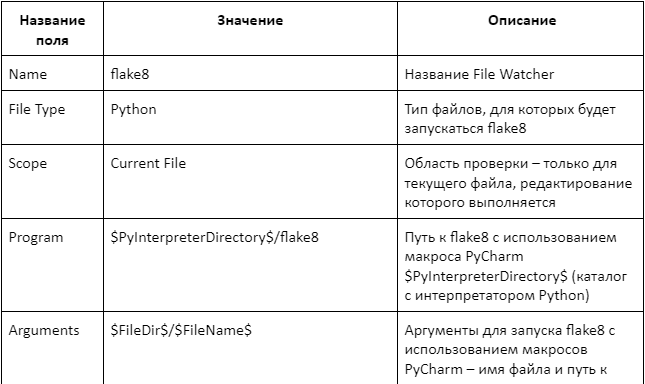 Название поля Значение Описание
Name flake8 Название File Watcher
File Type Python Тип файлов, для которых будет
запускаться flake8
Scope Current File Область проверки – только для
текущего файла, редактирование
которого выполняется
Program $PyInterpreterDirectory$/flake8 Путь к flake8 с использованием
макроса PyCharm
$PyInterpreterDirectory$ (каталог
с интерпретатором Python)
Arguments $FileDir$/$FileName$ Аргументы для запуска flake8 с
использованием макросов
PyCharm – имя файла и путь к